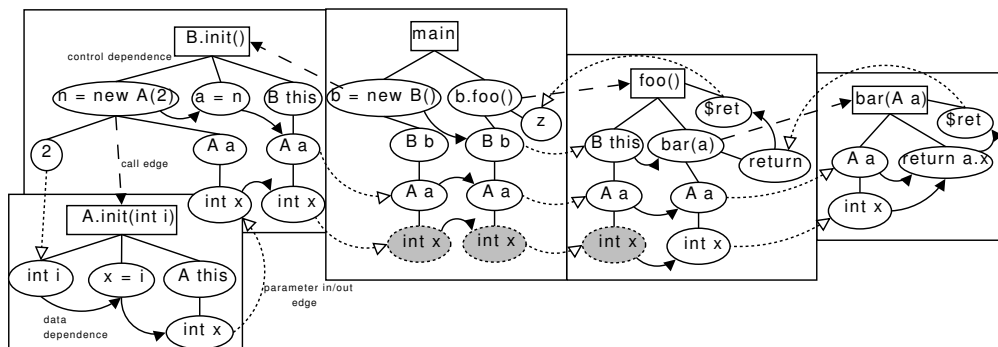 B.init()
control dependence
n = new A(2)
a = n
B this
2
call edge
A a
A a
int x
int x
A.init(int i)
int i
x = i
A this
int x
data
dependence
parameter in/out
edge
main
b = new B()
b.foo()
z
B b
B b
A a
A a
int x
int x
foo()
$ret
B this
bar(a)
return
A a
A a
int x
int x
bar(A a)
$ret
A a
return a.x
int x